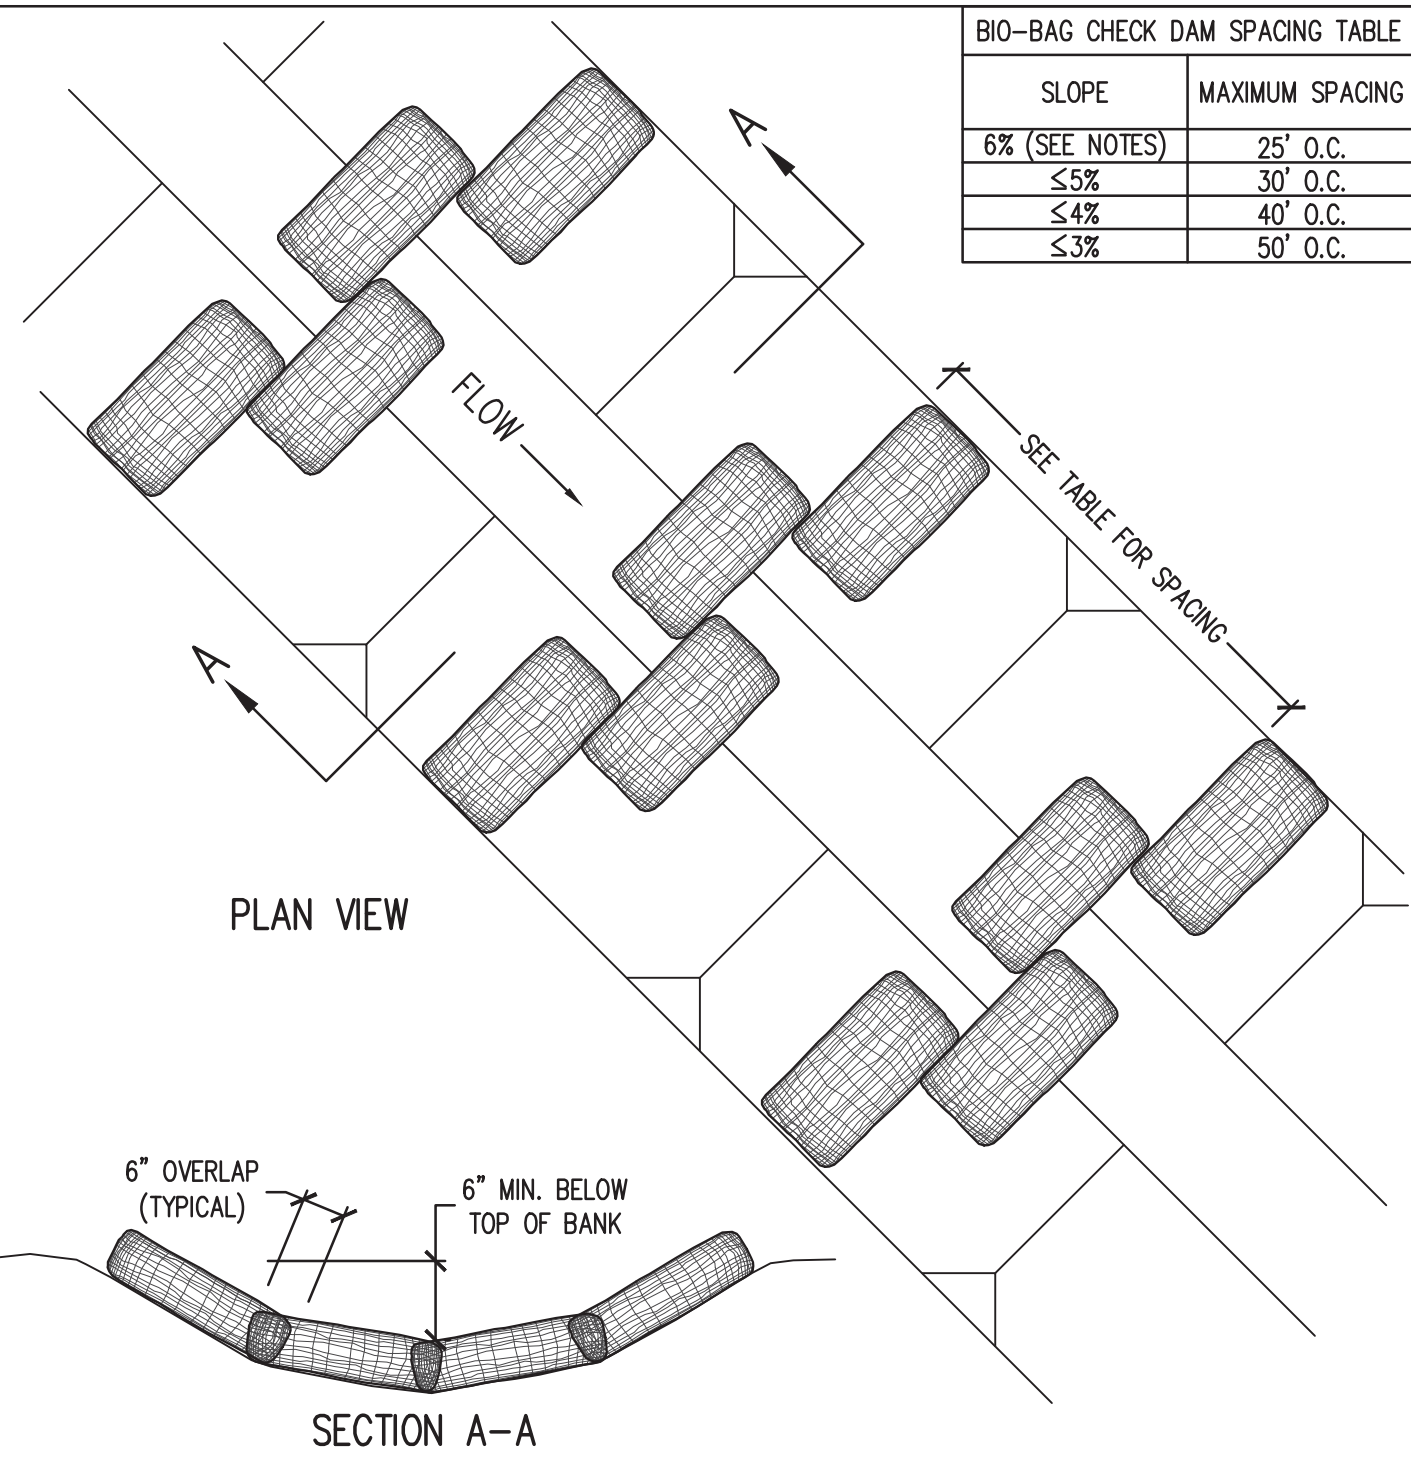 BIO-BAG CHECK DAM SPACING TABLE
SLOPE MAXIMUM SPACING
6% (SEE NOTES) 25' O.C.
≤5% 30' O.C.
≤4% 40' O.C.
≤3% 50' O.C.
A
FLOW
SEE TABLE FOR SPACING
A
PLAN VIEW
6" OVERLAP
(TYPICAL)
6" MIN. BELOW
TOP OF BANK
SECTION A-A